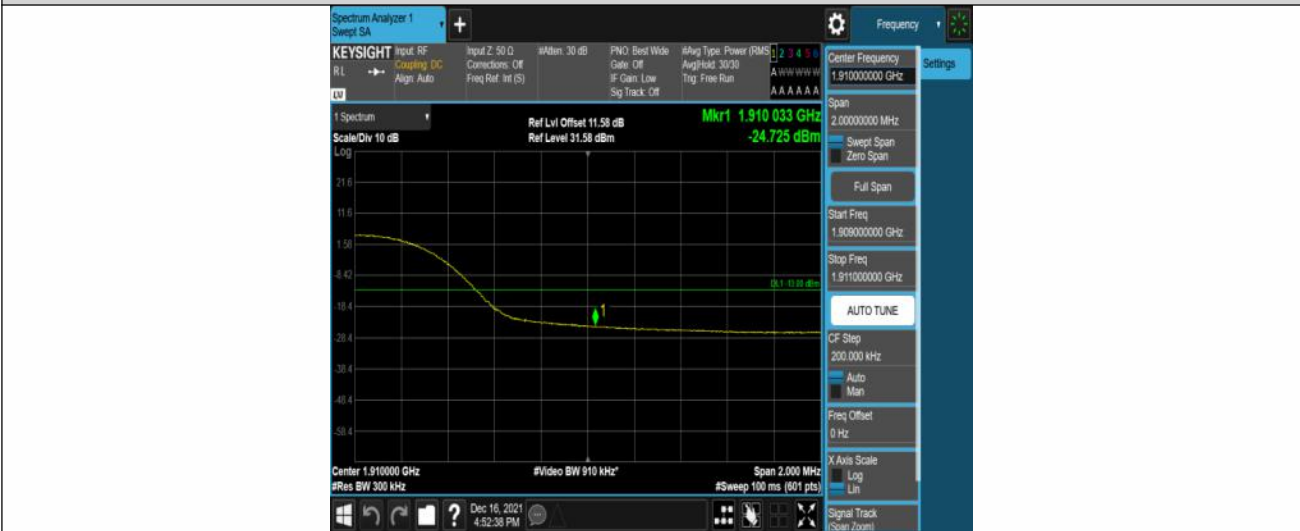 Spectrum Analyzer 1
Swept SA
+
Frequency
KEYSIGHT
RL
LV
Input: RF
Coupling: DC
Align: Auto
Input Z: 50 Ω
Corrections: Off
Freq Ref: Int (S)
#Atten: 30 dB
PNO: Best Wide
Gate: Off
IF Gain: Low
Sig Track: Off
#Avg Type: Power (RMS
Avg|Hold: 30/30
Trig: Free Run
1 2 3 4 5 6
A W W W W W
A A A A A A
1 Spectrum
Scale/Div 10 dB
Log
Ref Lvl Offset 11.58 dB
Ref Level 31.58 dBm
Mkr1 1.910 033 GHz
-24.725 dBm
21.6
11.6
1.58
-8.42
-18.4
-28.4
-38.4
-48.4
-58.4
DL1 -13.00 dBm
1
Center 1.910000 GHz
#Res BW 300 kHz
#Video BW 910 kHz*
Span 2.000 MHz
#Sweep 100 ms (601 pts)
Center Frequency
1.910000000 GHz
Settings
Span
2.00000000 MHz
Swept Span
Zero Span
Full Span
Start Freq
1.909000000 GHz
Stop Freq
1.911000000 GHz
AUTO TUNE
CF Step
200.000 kHz
Auto
Man
Freq Offset
0 Hz
X Axis Scale
Log
Lin
Signal Track
(Span Zoom)
?
Dec 16, 2021
4:52:38 PM